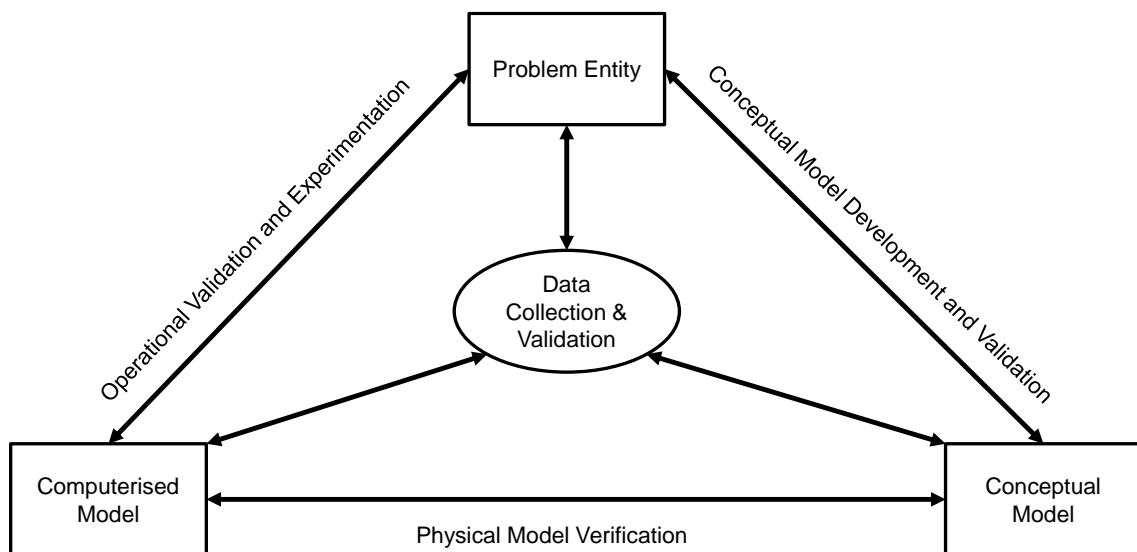 Problem Entity
Operational Validation and Experimentation
Conceptual Model Development and Validation
Data
Collection &
Validation
Computerised
Model
Conceptual
Model
Physical Model Verification